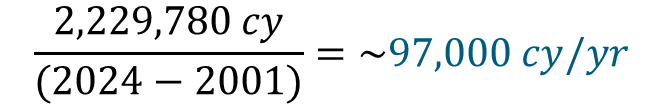 2,229,780 cy
(2024 − 2001) = ~97,000 cy/yr